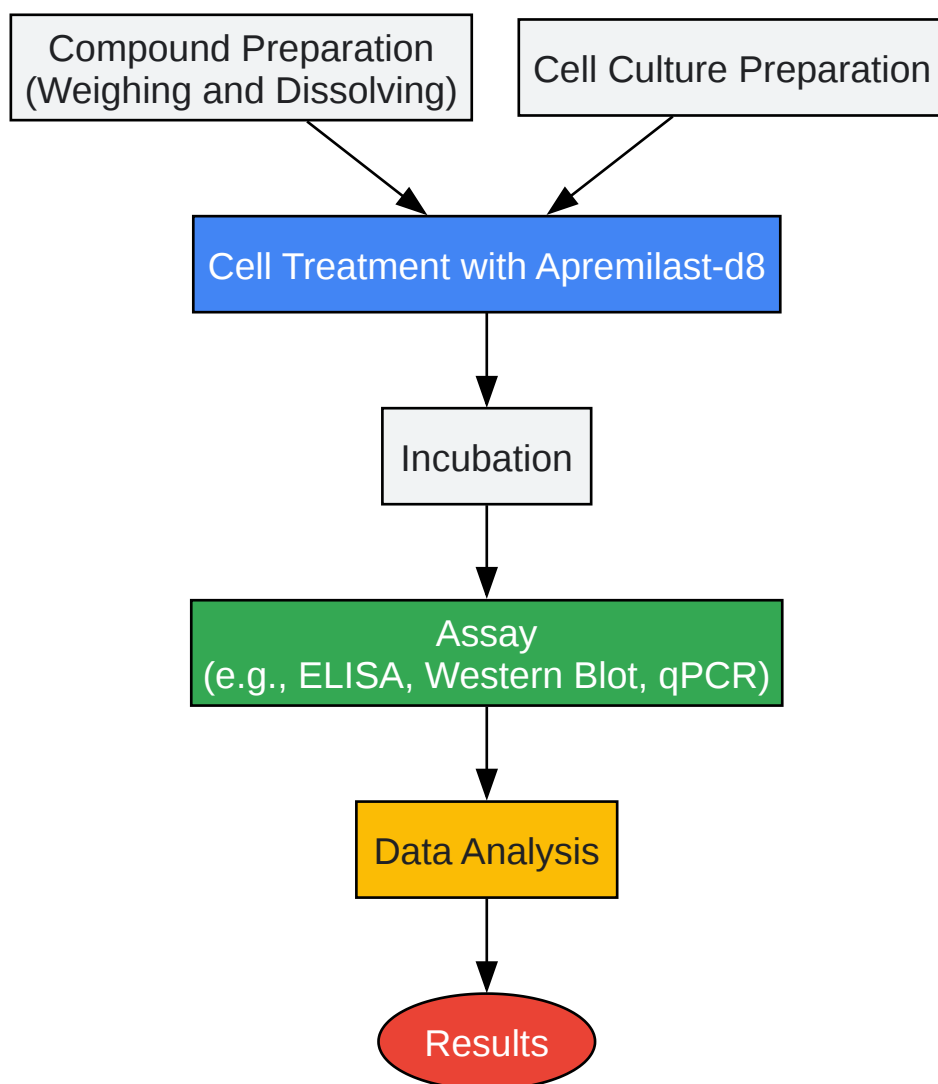 Compound Preparation
(Weighing and Dissolving)
Cell Culture Preparation
Cell Treatment with Apremilast-d8
Incubation
Assay
(e.g., ELISA, Western Blot, qPCR)
Data Analysis
Results